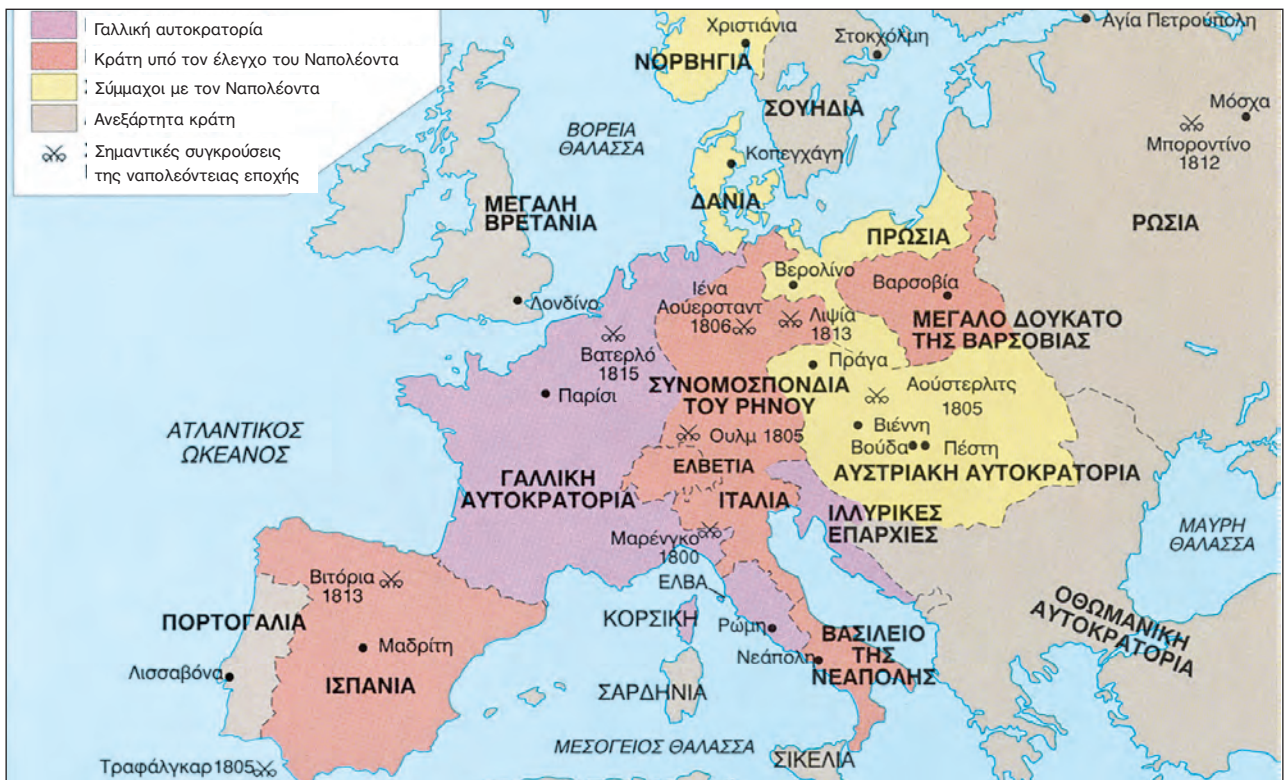 Γαλλική αυτοκρατορία
Κράτη υπό τον έλεγχο του Ναπολέοντα
Σύμμαχοι με τον Ναπολέοντα
Ανεξάρτητα κράτη
Σημαντικές συγκρούσεις
της ναπολεόντειας εποχής
Χριστιάνια
ΝΟΡΒΗΓΙΑ
Στοκχόλμη
ΣΟΥΗΔΙΑ
Αγία Πετρούπολη
Μόσχα
Μποροντίνο
1812
ΡΩΣΙΑ
ΒΟΡΕΙΑ
ΘΑΛΑΣΣΑ
Κοπεγχάγη
ΔΑΝΙΑ
ΜΕΓΑΛΗ
ΒΡΕΤΑΝΙΑ
Λονδίνο
ΠΡΩΣΙΑ
Βερολίνο
Βαρσοβία
ΜΕΓΑΛΟ ΔΟΥΚΑΤΟ
ΤΗΣ ΒΑΡΣΟΒΙΑΣ
Ιένα
Αούερσταντ
1806
Λιψία
1813
Βατερλό
1815
Παρίσι
Πράγα
ΣΥΝΟΜΟΣΠΟΝΔΙΑ
ΤΟΥ ΡΗΝΟΥ
Αούστερλιτς
1805
Βιέννη
Ουλμ 1805
Βούδα
Πέστη
ΑΥΣΤΡΙΑΚΗ ΑΥΤΟΚΡΑΤΟΡΙΑ
ΑΤΛΑΝΤΙΚΟΣ
ΩΚΕΑΝΟΣ
ΓΑΛΛΙΚΗ
ΑΥΤΟΚΡΑΤΟΡΙΑ
ΕΛΒΕΤΙΑ
ΙΤΑΛΙΑ
ΙΛΛΥΡΙΚΕΣ
ΕΠΑΡΧΙΕΣ
ΜΑΥΡΗ
ΘΑΛΑΣΣΑ
Μαρένγκο
1800
ΕΛΒΑ
Βιτόρια
1813
ΠΟΡΤΟΓΑΛΙΑ
Μαδρίτη
Λισσαβόνα
ΙΣΠΑΝΙΑ
ΚΟΡΣΙΚΗ
Ρώμη
ΒΑΣΙΛΕΙΟ
ΤΗΣ
ΝΕΑΠΟΛΗΣ
Νεάπολη
ΟΘΩΜΑΝΙΚΗ
ΑΥΤΟΚΡΑΤΟΡΙΑ
ΣΑΡΔΗΝΙΑ
ΜΕΣΟΓΕΙΟΣ ΘΑΛΑΣΣΑ
ΣΙΚΕΛΙΑ
Τραφάλγκαρ 1805